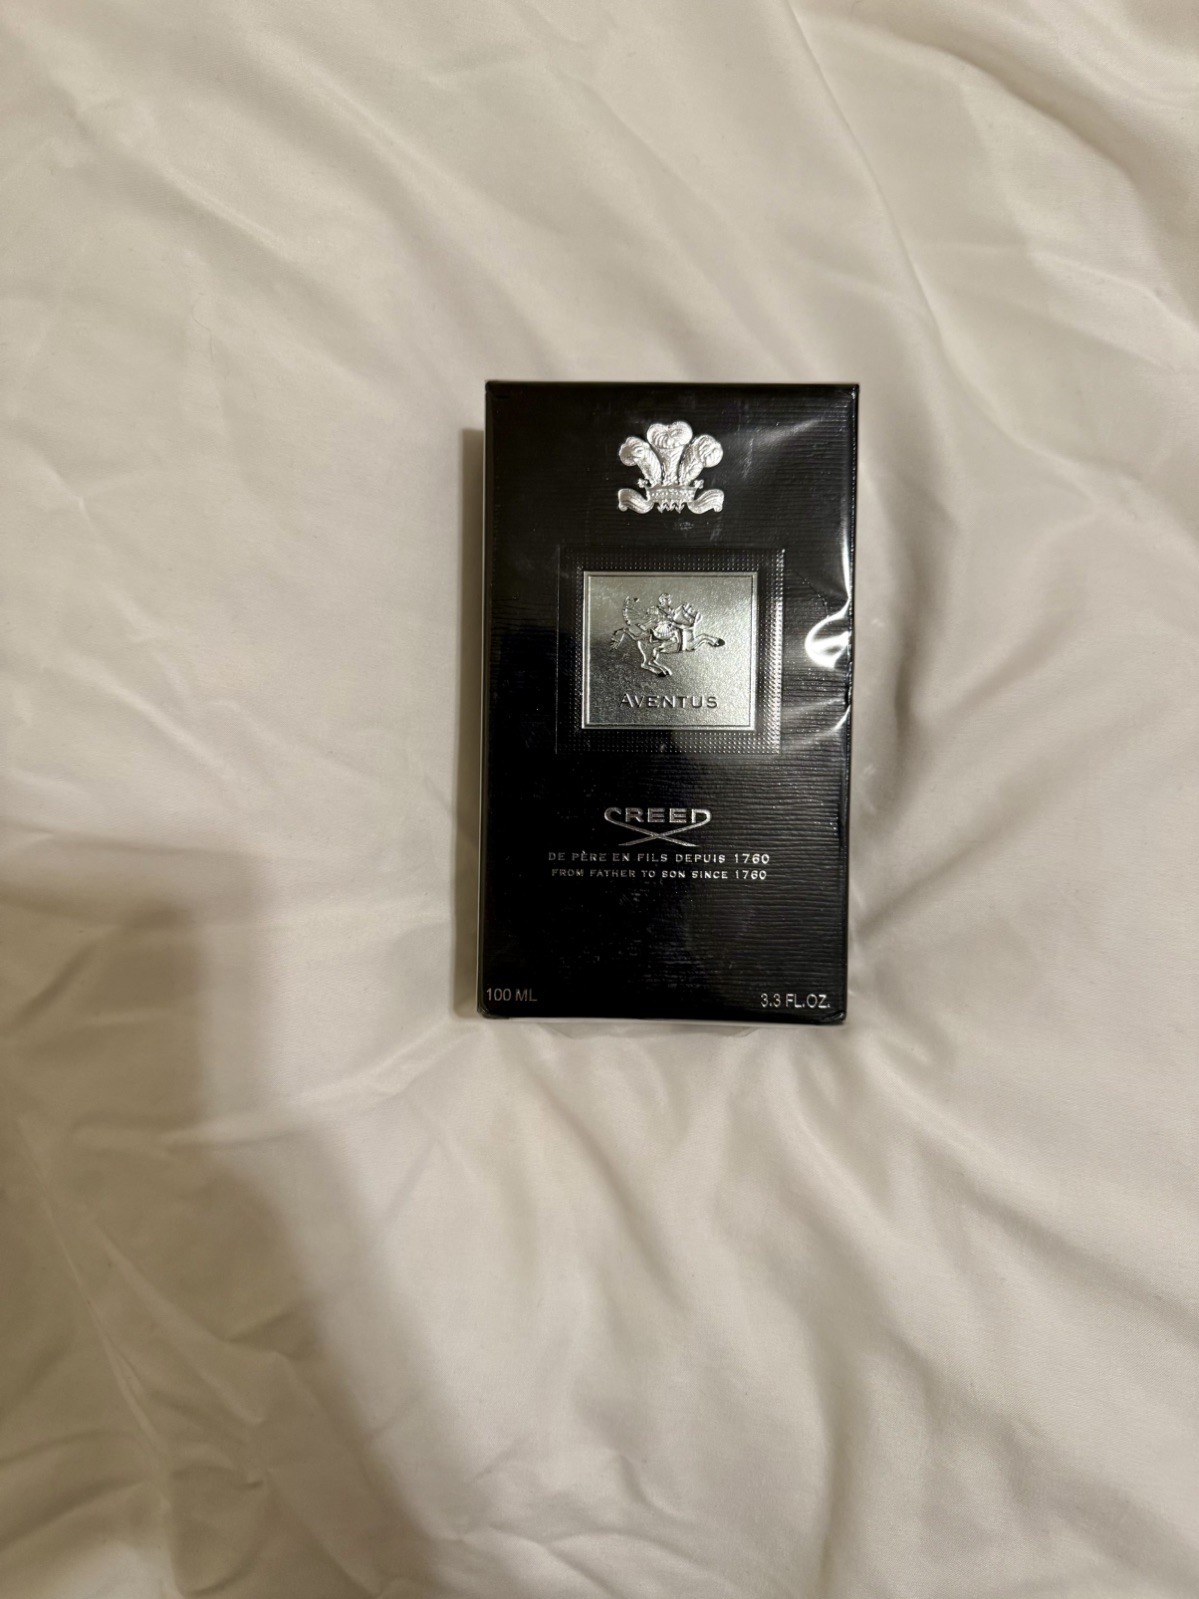 AVENTUS
CREED
DE PÈRE EN FILS DEPUIS 1760
FROM FATHER TO SON SINCE 1760
100 ML
3.3 FL.OZ.